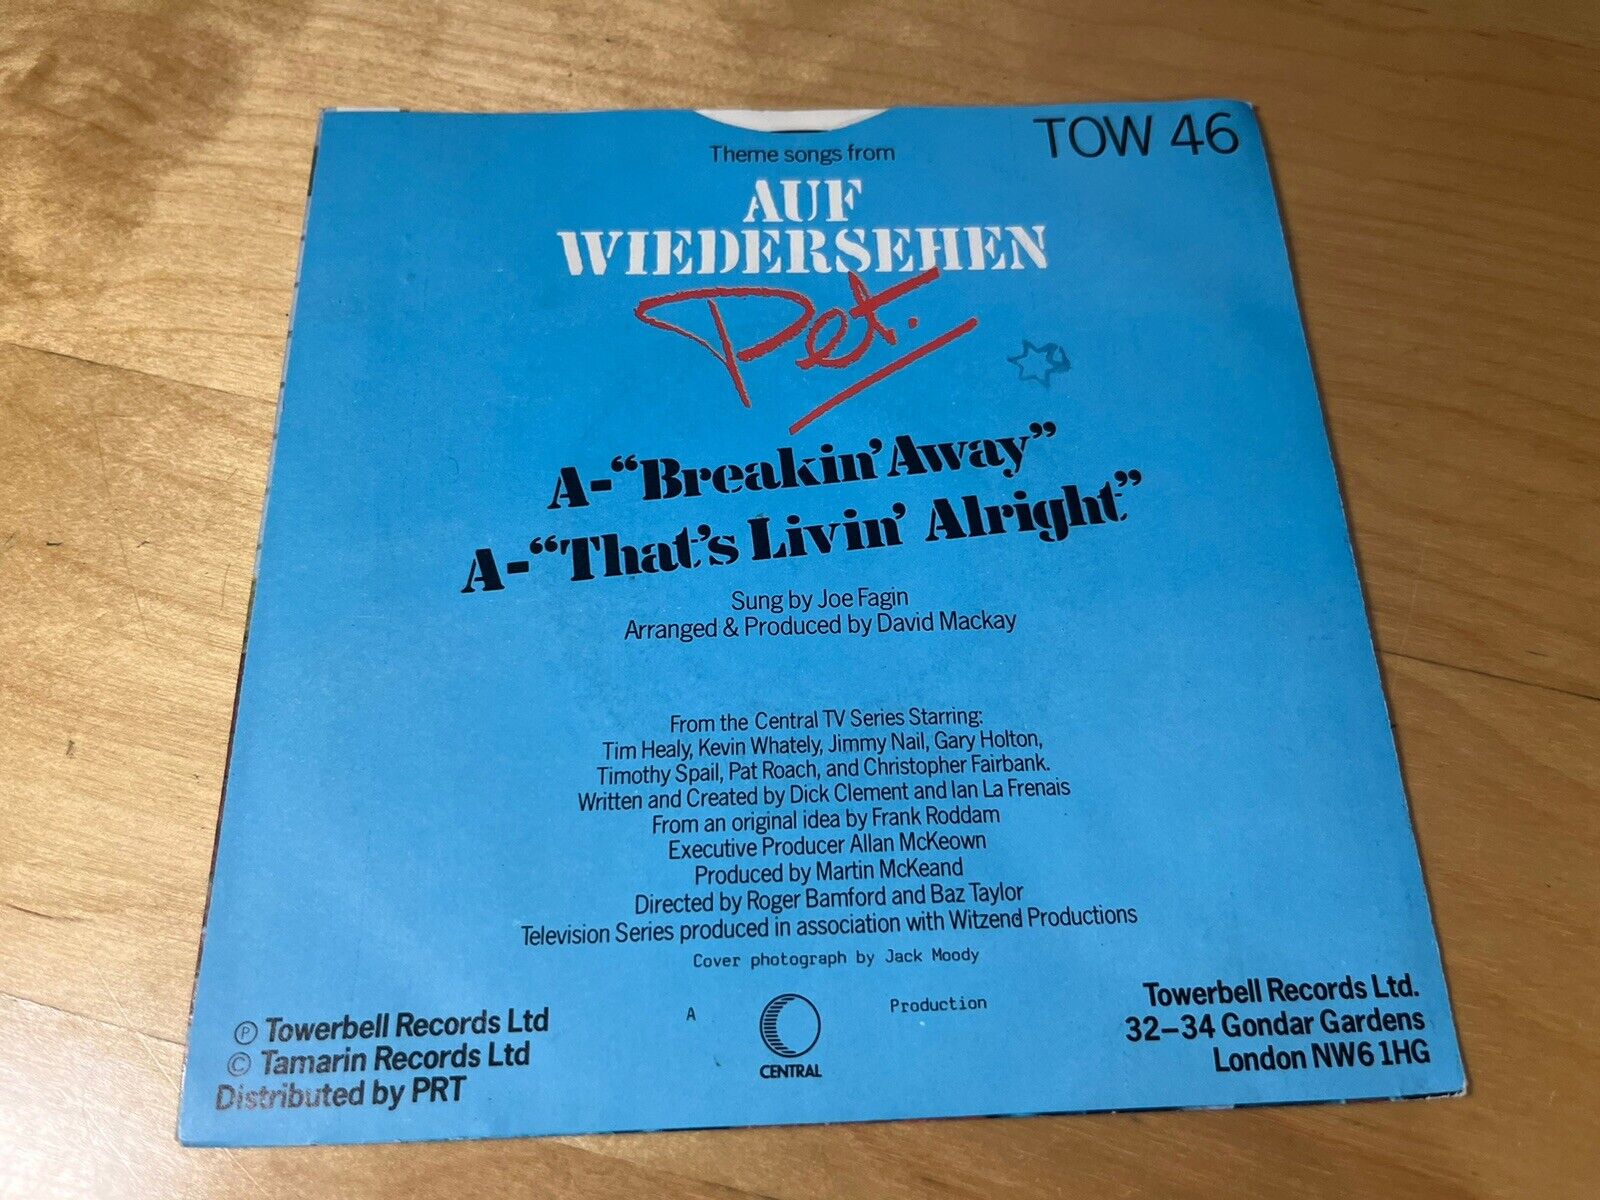 TOW 46
Theme songs from
AUF
WIEDERSEHEN
Pet.
A-“Breakin’ Away”
A-“That’s Livin’ Alright”
Sung by Joe Fagin
Arranged & Produced by David Mackay
From the Central TV Series Starring:
Tim Healy, Kevin Whately, Jimmy Nail, Gary Holton,
Timothy Spail, Pat Roach, and Christopher Fairbank.
Written and Created by Dick Clement and Ian La Frenais
From an original idea by Frank Roddam
Executive Producer Allan McKeown
Produced by Martin McKeand
Directed by Roger Bamford and Baz Taylor
Television Series produced in association with Witzend Productions
Cover photograph by Jack Moody
A
CENTRAL
Production
Ⓟ Towerbell Records Ltd
© Tamarin Records Ltd
Distributed by PRT
Towerbell Records Ltd.
32–34 Gondar Gardens
London NW6 1HG